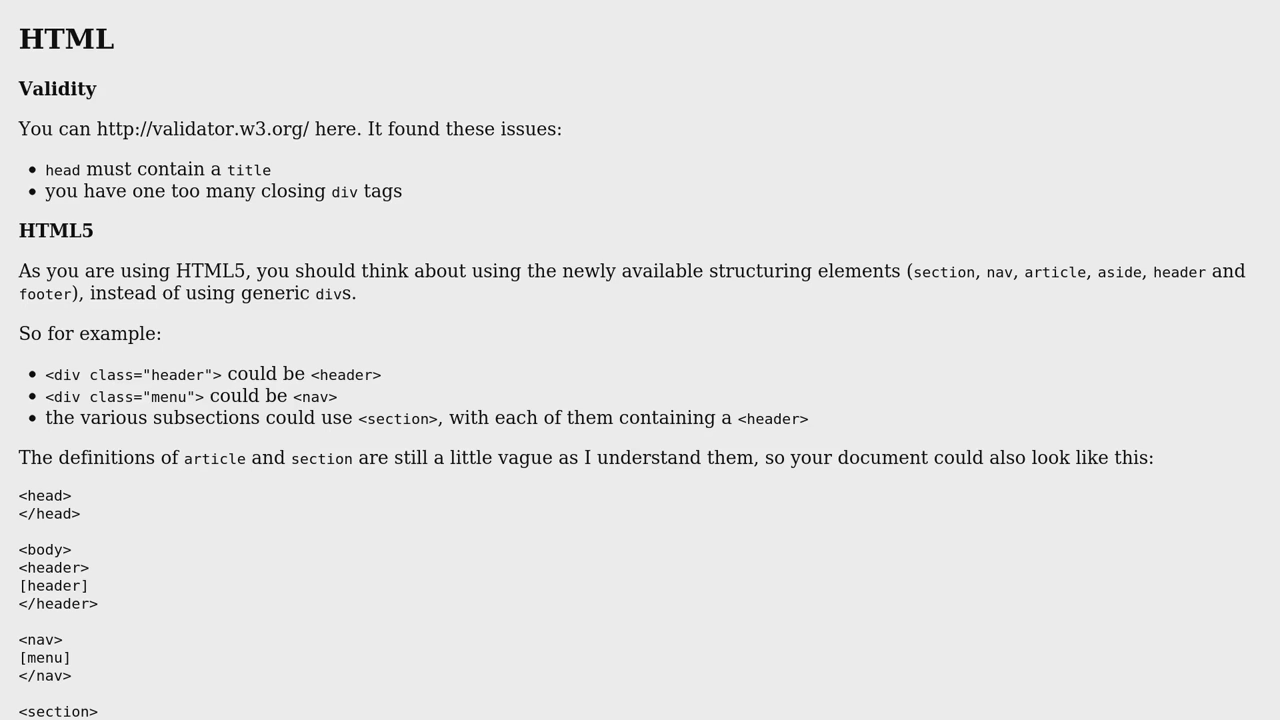 HTML
Validity
You can http://validator.w3.org/ here. It found these issues:
head must contain a title
you have one too many closing div tags
HTML5
As you are using HTML5, you should think about using the newly available structuring elements (section, nav, article, aside, header and
footer), instead of using generic divs.
So for example:
<div class="header"> could be <header>
<div class="menu"> could be <nav>
the various subsections could use <section>, with each of them containing a <header>
The definitions of article and section are still a little vague as I understand them, so your document could also look like this:
<head>
</head>
<body>
<header>
[header]
</header>
<nav>
[menu]
</nav>
<section>